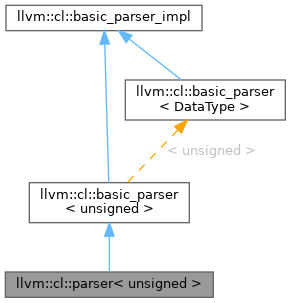 llvm::cl::basic_parser_impl
llvm::cl::basic_parser
< DataType >
< unsigned >
llvm::cl::basic_parser
< unsigned >
llvm::cl::parser< unsigned >